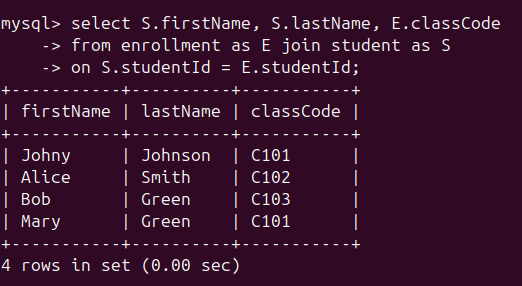 mysql> select S.firstName, S.lastName, E.classCode
    -> from enrollment as E join student as S
    -> on S.studentId = E.studentId;
+-----------+----------+-----------+
| firstName | lastName | classCode |
+-----------+----------+-----------+
| Johny     | Johnson  | C101      |
| Alice     | Smith    | C102      |
| Bob       | Green    | C103      |
| Mary      | Green    | C101      |
+-----------+----------+-----------+
4 rows in set (0.00 sec)